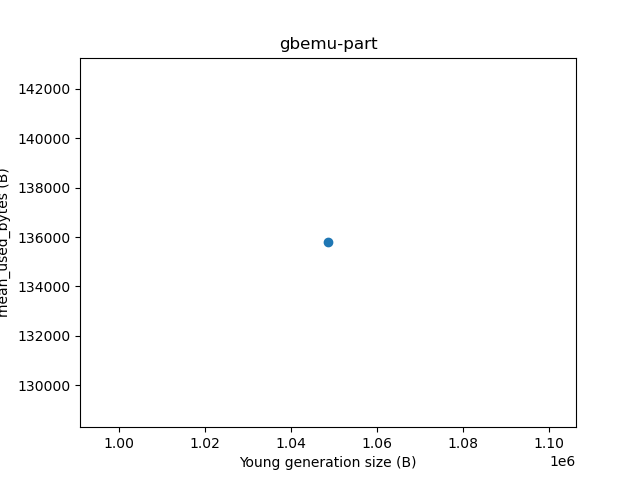 gbemu-part
142000
140000
138000
136000
134000
132000
130000
mean_used_bytes (B)
1.00 1.02 1.04 1.06 1.08 1.10
1e6
Young generation size (B)